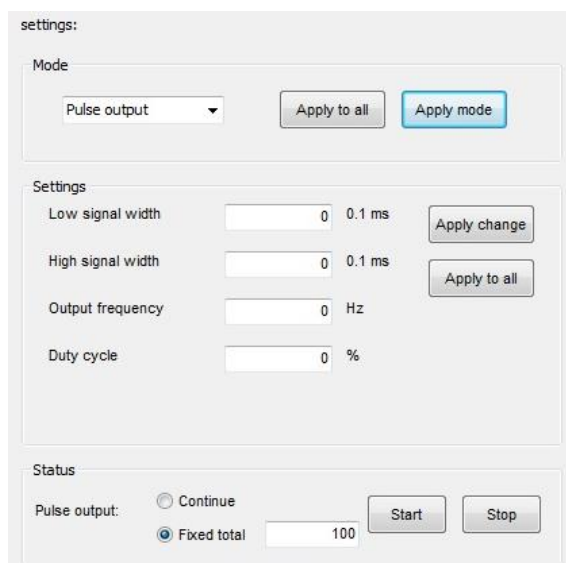 settings:
Mode
Pulse output Apply to all Apply mode
Settings
Low signal width 0 0.1 ms Apply change
High signal width 0 0.1 ms Apply to all
Output frequency 0 Hz
Duty cycle 0 %
Status
Pulse output: Continue Start Stop
Fixed total 100